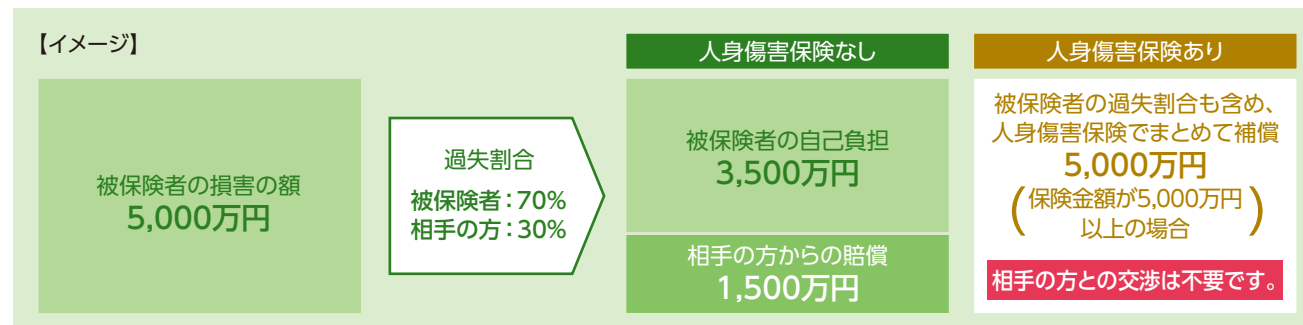 【イメージ】
被保険者の損害の額
5,000万円
過失割合
被保険者：70%
相手の方：30%
人身傷害保険なし
被保険者の自己負担
3,500万円
相手の方からの賠償
1,500万円
人身傷害保険あり
被保険者の過失割合も含め、
人身傷害保険でまとめて補償
5,000万円
(保険金額が5,000万円
以上の場合)
相手の方との交渉は不要です。